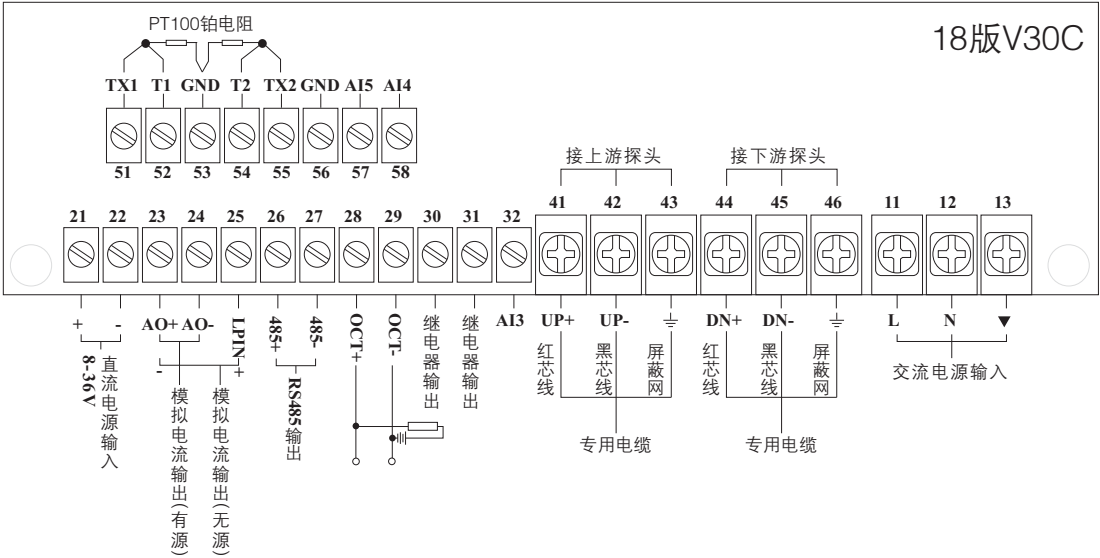 18版V30C
PT100铂电阻
TX1 T1 GND T2 TX2 GND AI5 AI4
51 52 53 54 55 56 57 58
接上游探头 接下游探头
21 22 23 24 25 26 27 28 29 30 31 32 41 42 43 44 45 46 11 12 13
+ - AO+ AO- LPIN 485+ 485- OCT+ OCT- 继电器输出 继电器输出 AI3 UP+ UP- DN+ DN- L N ▼
- +
红芯线 黑芯线 屏蔽网 红芯线 黑芯线 屏蔽网
8-36V
直流电源输入
模拟电流输出(有源)
模拟电流输出(无源)
RS485输出
专用电缆 专用电缆
交流电源输入